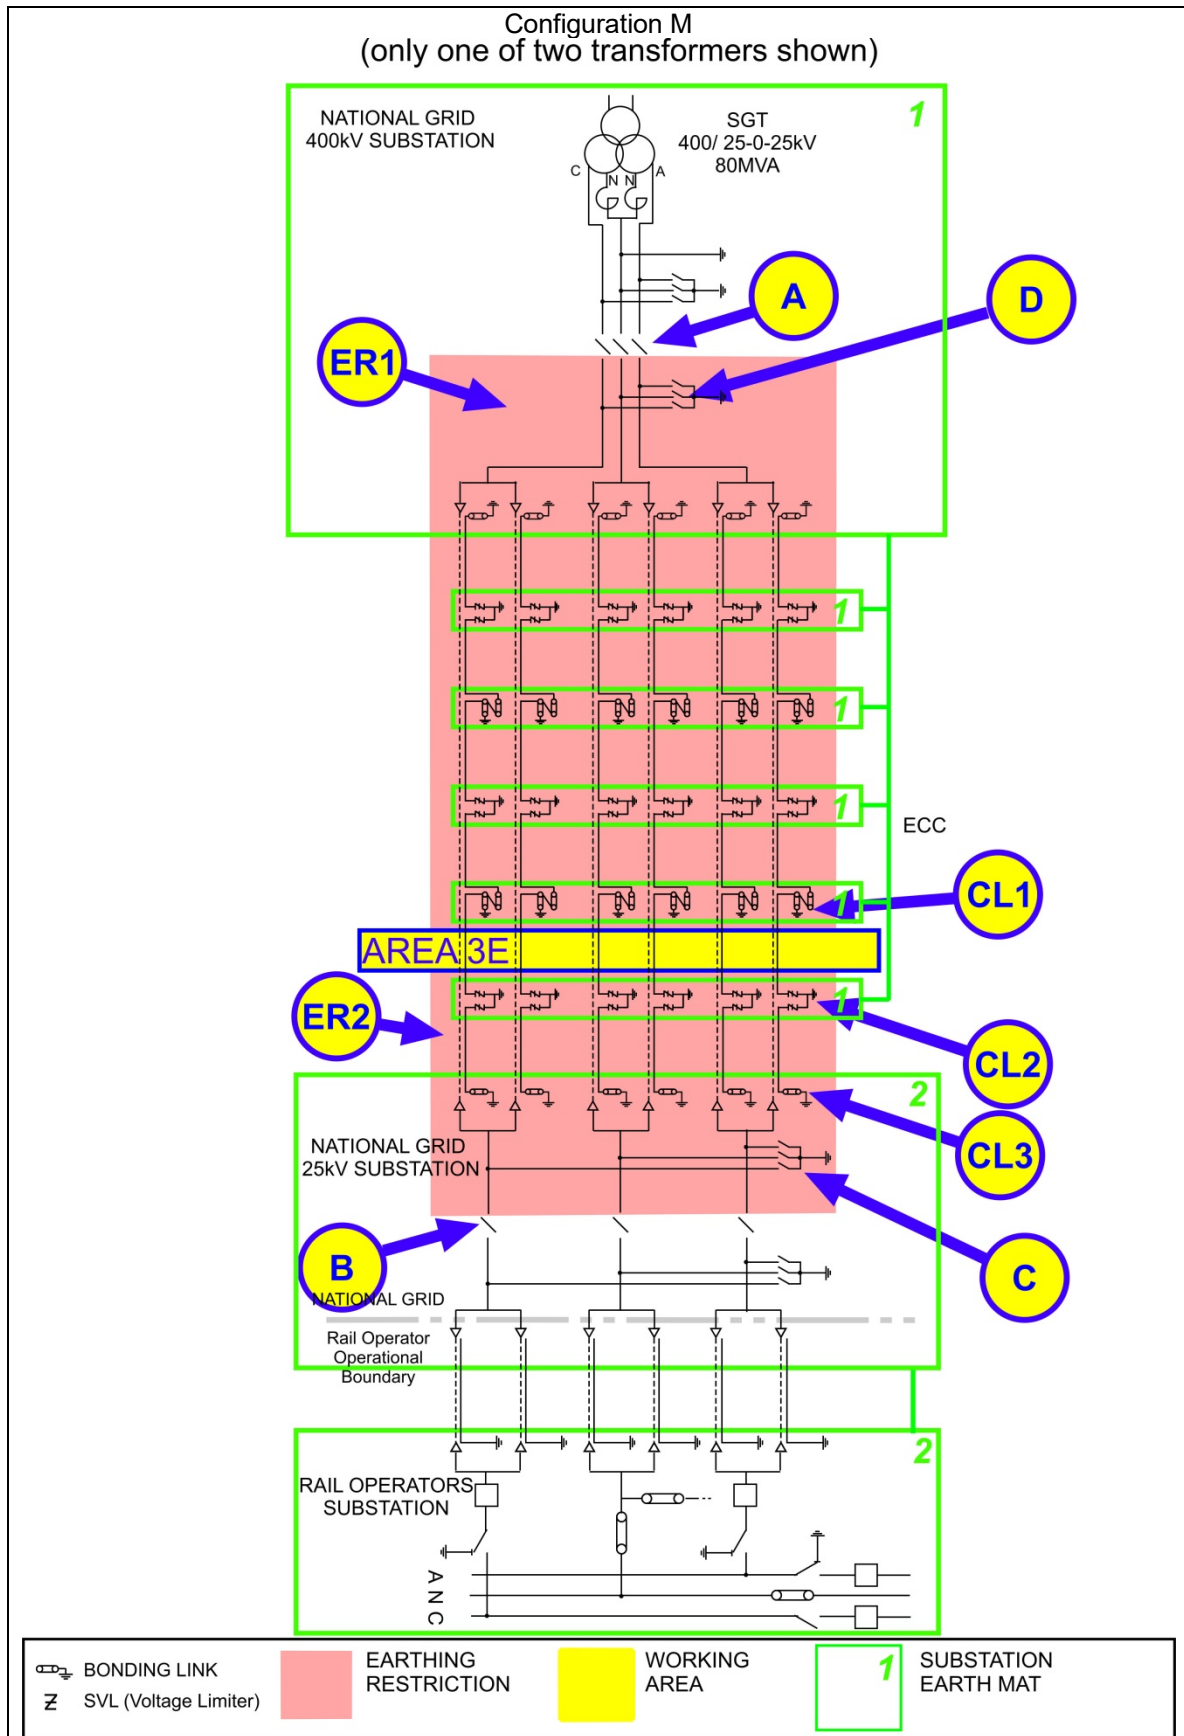 Configuration M
(only one of two transformers shown)
NATIONAL GRID
400kV SUBSTATION
SGT
400/ 25-0-25kV
80MVA
1
C
N N
A
A
D
ER1
1
1
1
ECC
1
CL1
AREA 3E
1
ER2
CL2
2
CL3
NATIONAL GRID
25kV SUBSTATION
B
C
NATIONAL GRID
Rail Operator
Operational
Boundary
2
RAIL OPERATORS
SUBSTATION
A
N
C
BONDING LINK
SVL (Voltage Limiter)
EARTHING
RESTRICTION
WORKING
AREA
1
SUBSTATION
EARTH MAT